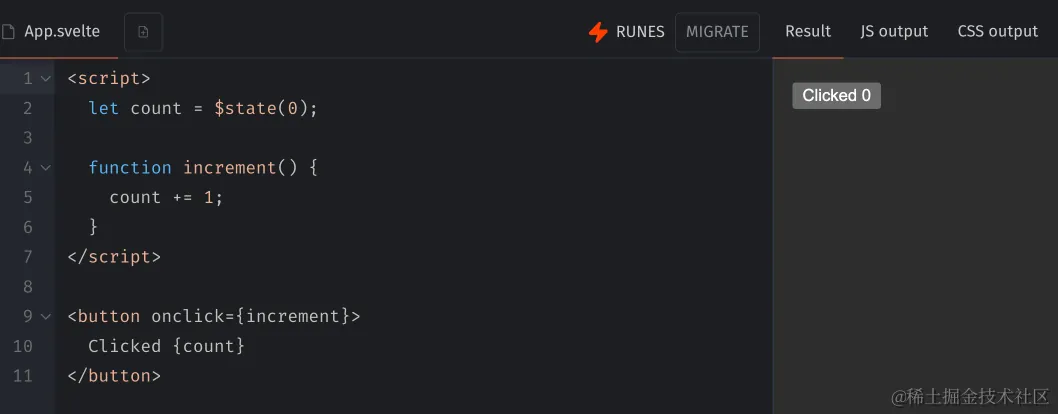 App.svelte RUNES MIGRATE Result JS output CSS output
1 <script>
2 let count = $state(0);
3
4 function increment() {
5 count += 1;
6 }
7 </script>
8
9 <button onclick={increment}>
10 Clicked {count}
11 </button>
Clicked 0
@稀土掘金技术社区